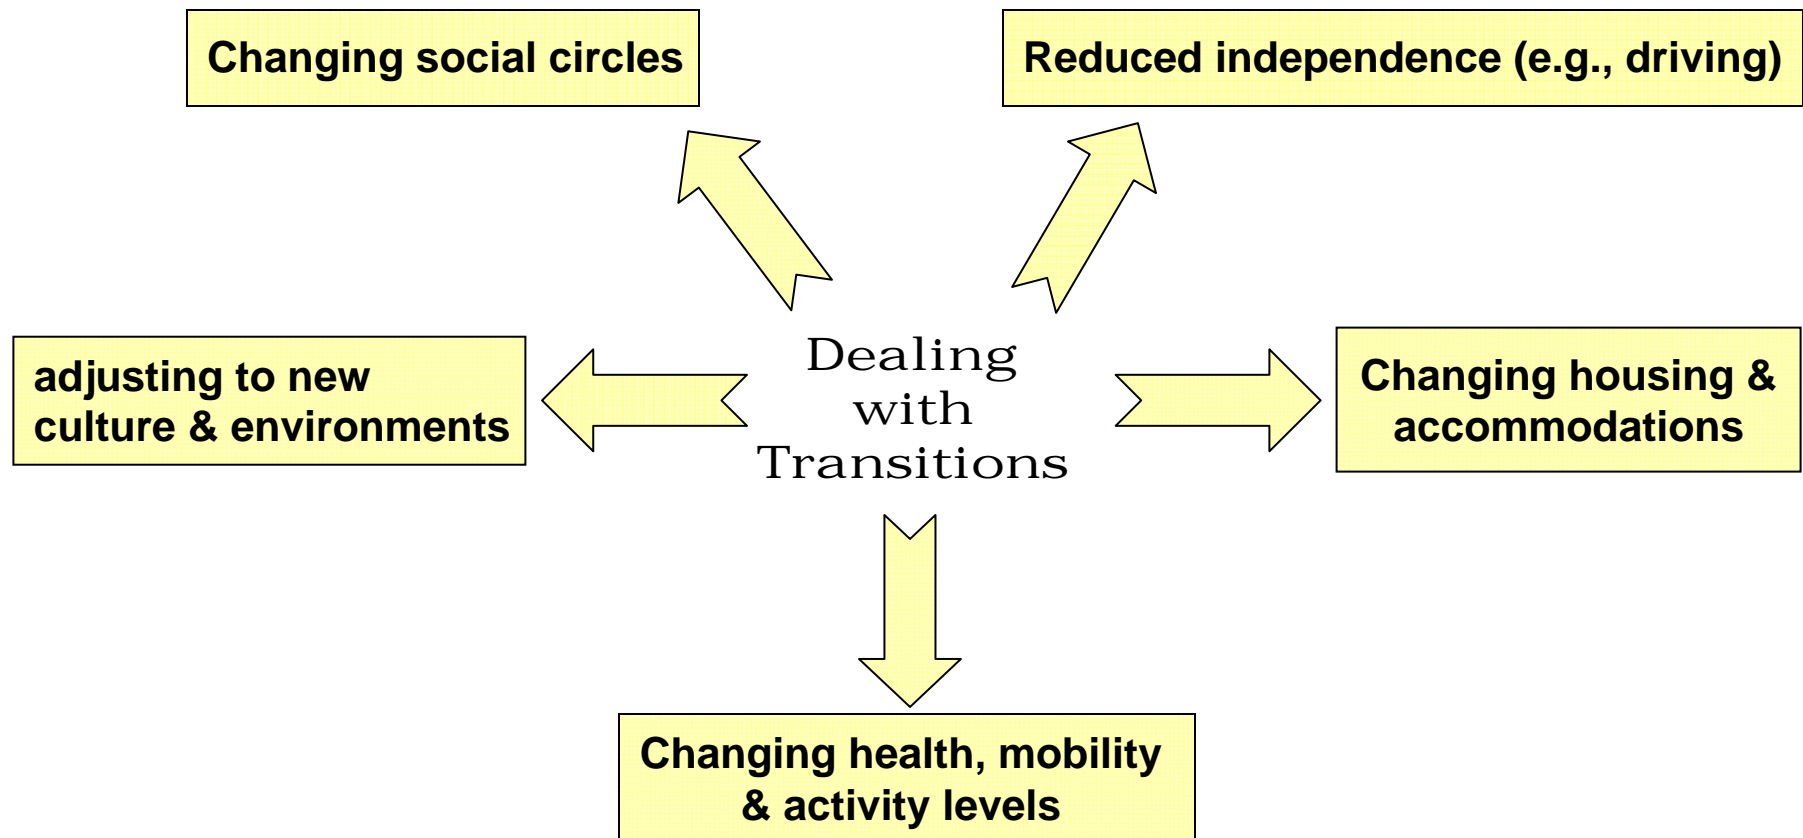 Changing social circles
Reduced independence (e.g., driving)
adjusting to new
culture & environments
Dealing
with
Transitions
Changing housing &
accommodations
Changing health, mobility
& activity levels